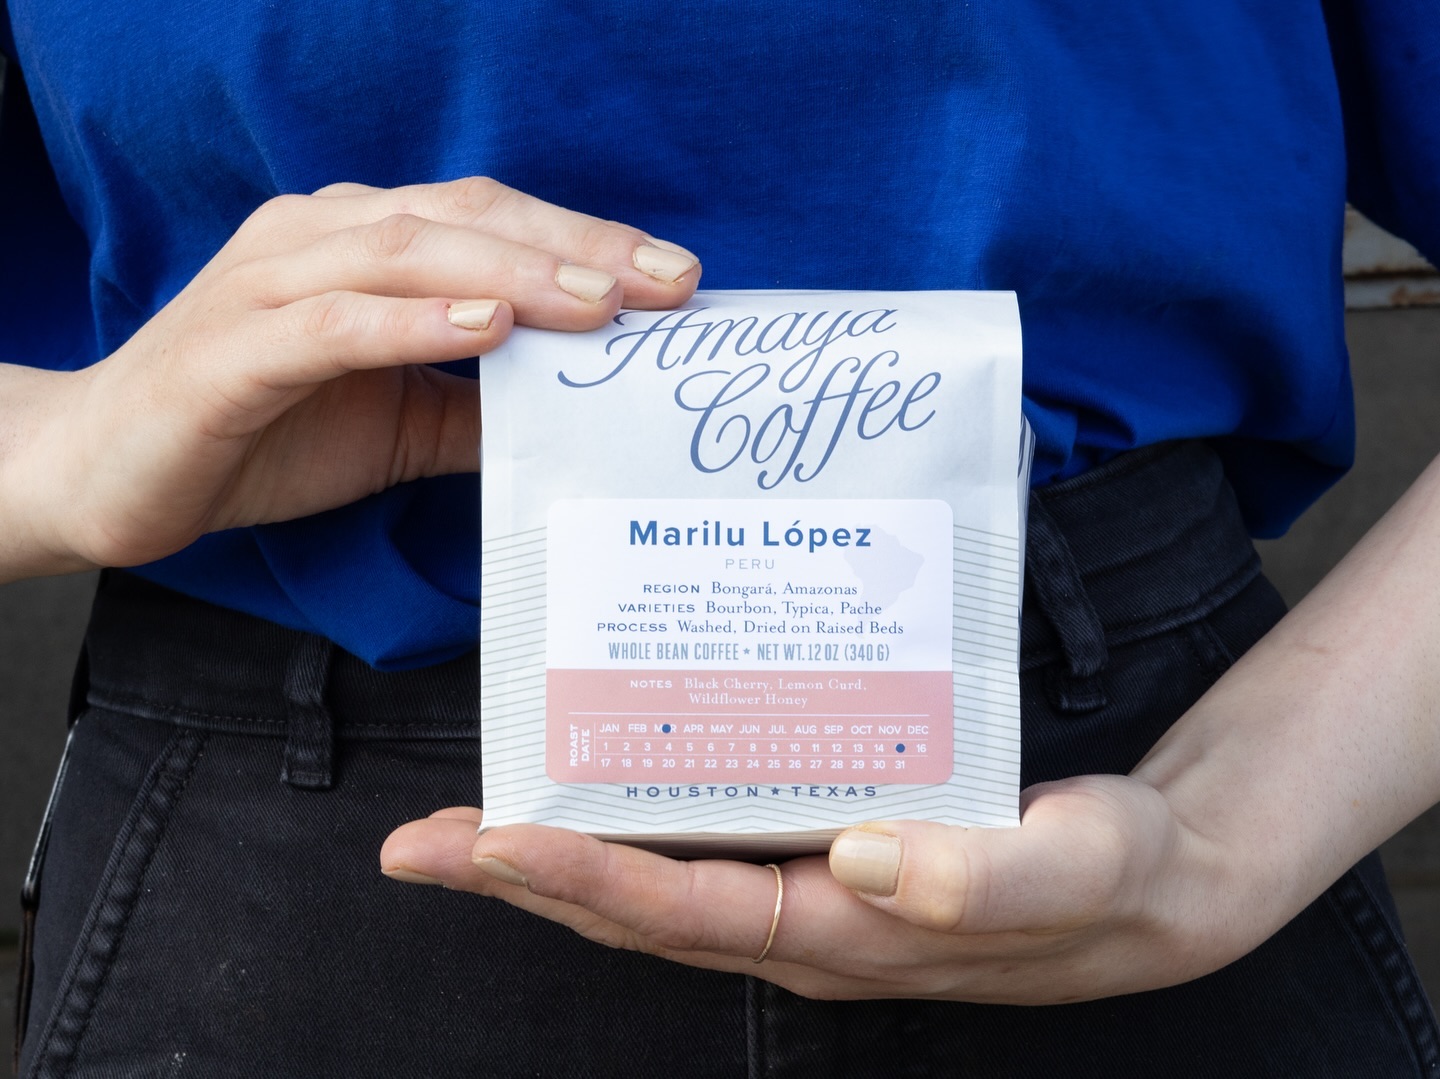 Amaya
Coffee
Marilu López
PERU
REGION Bongará, Amazonas
VARIETIES Bourbon, Typica, Pache
PROCESS Washed, Dried on Raised Beds
WHOLE BEAN COFFEE ★ NET WT. 12 OZ (340 G)
NOTES Black Cherry, Lemon Curd,
Wildflower Honey
ROAST
DATE
JAN FEB MAR APR MAY JUN JUL AUG SEP OCT NOV DEC
1 2 3 4 5 6 7 8 9 10 11 12 13 14 16
17 18 19 20 21 22 23 24 25 26 27 28 29 30 31
HOUSTON ★ TEXAS